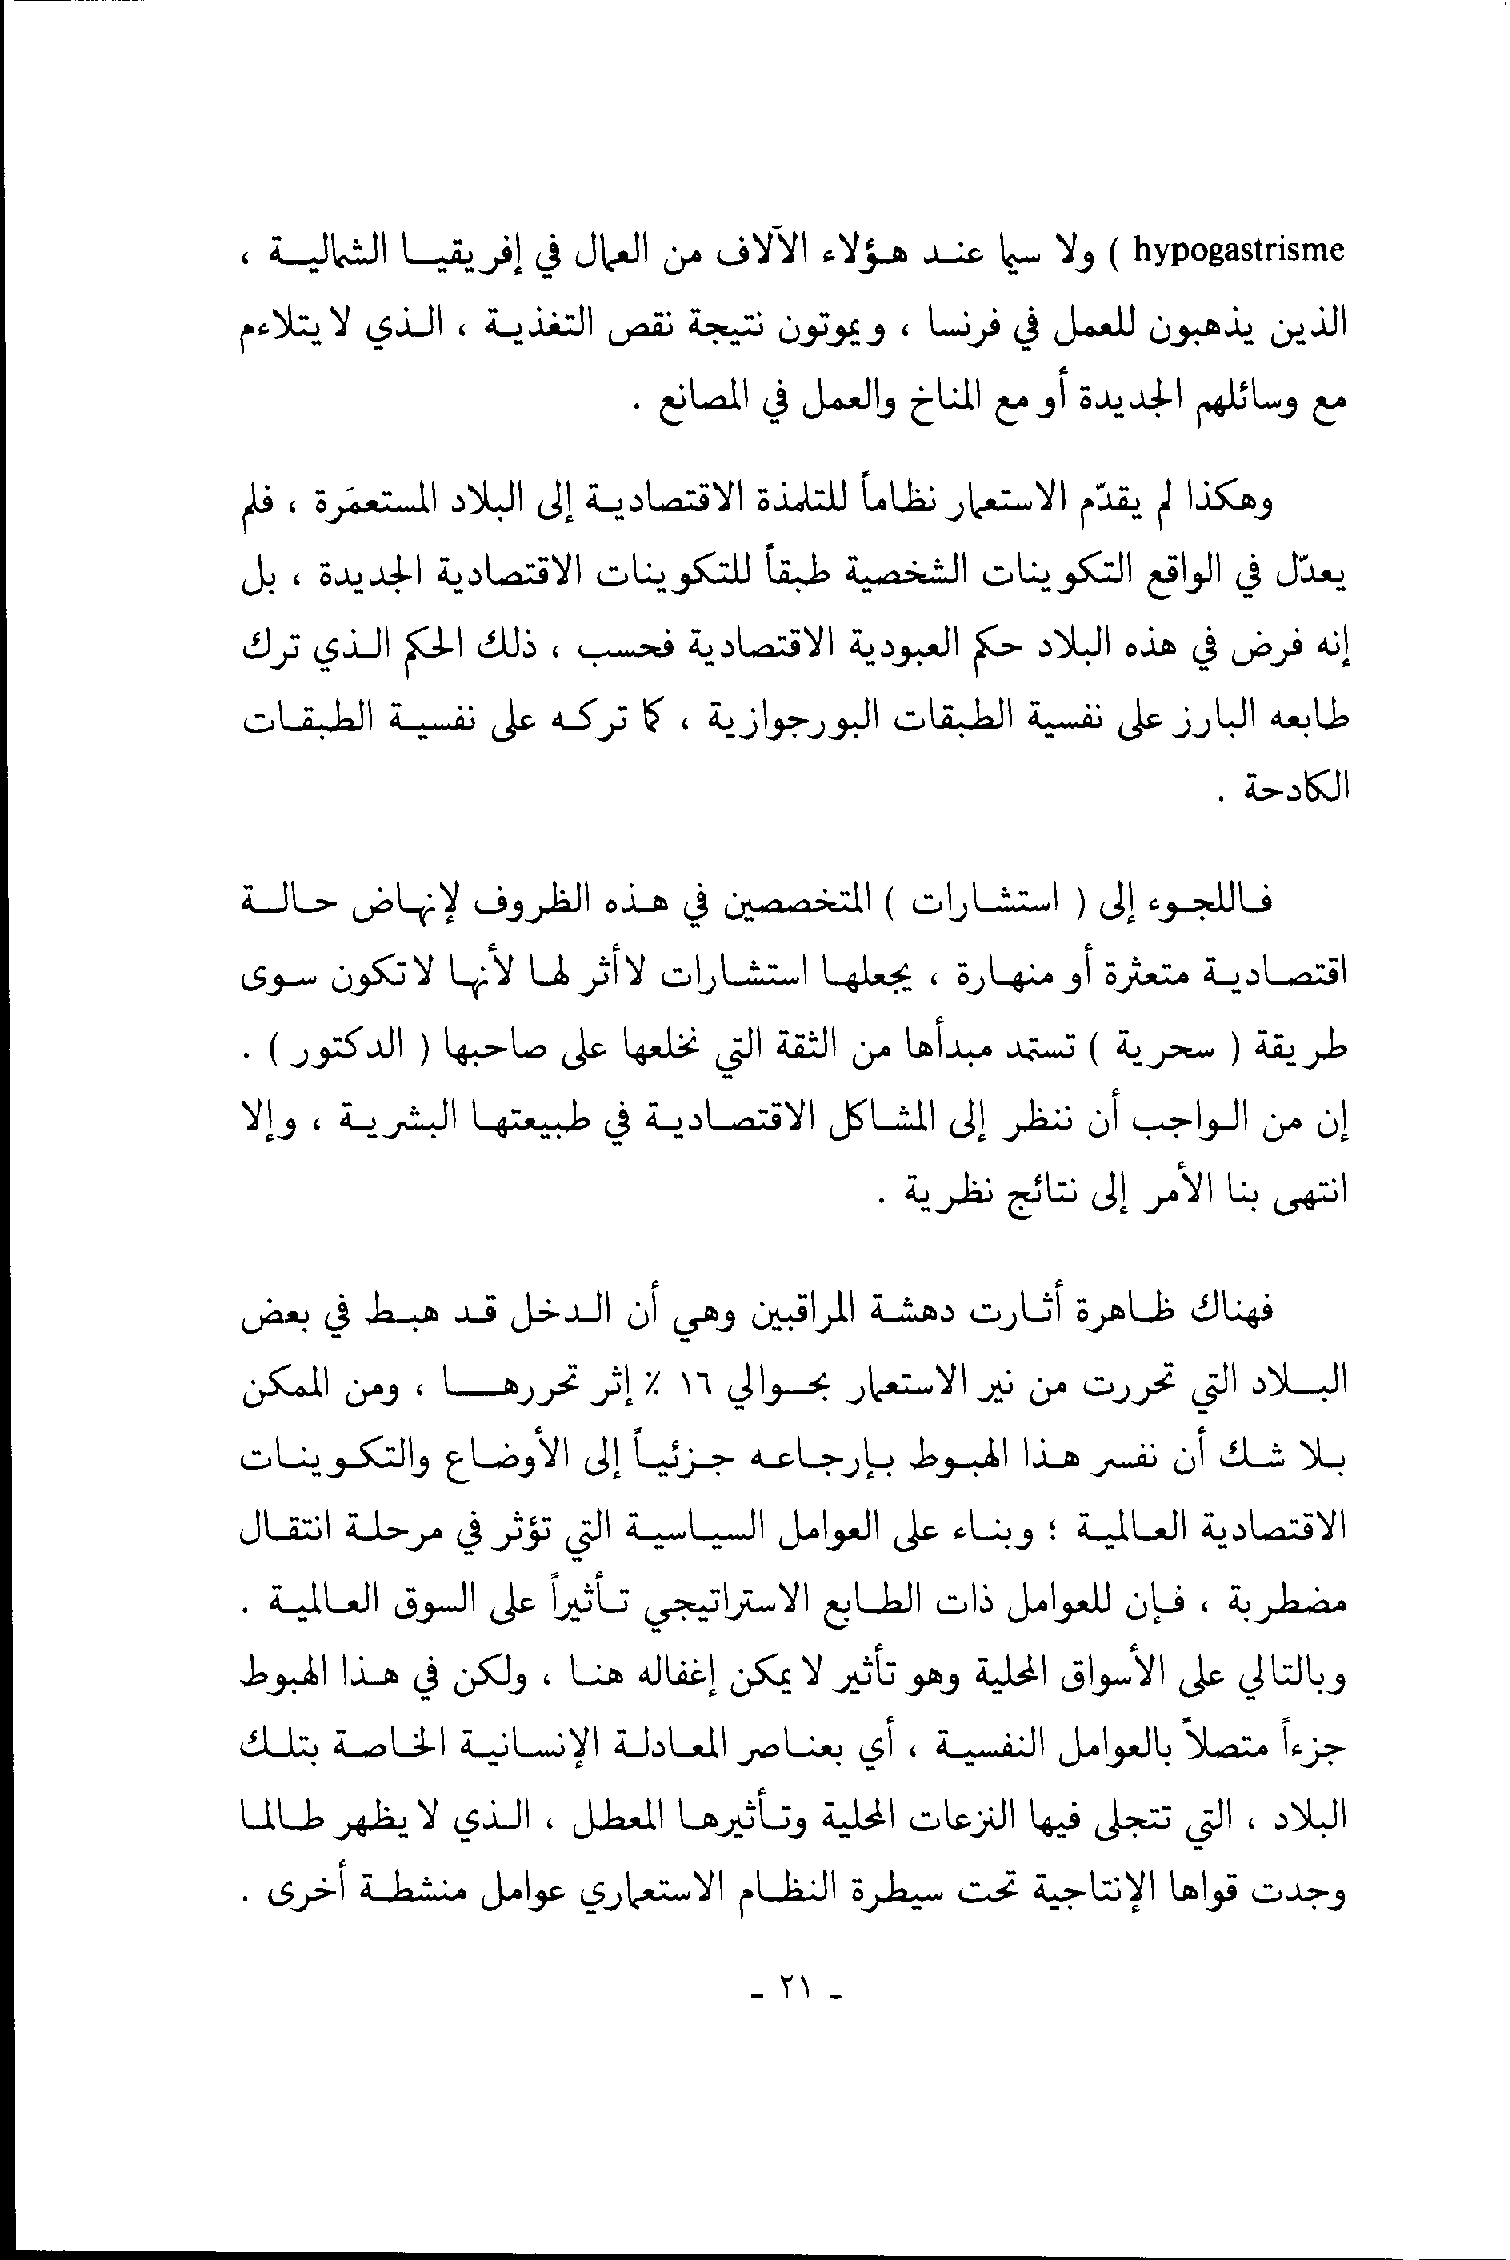 hypogastrisme ) ولا سيما عند هؤلاء الآلاف من العمال في إفريقيا الشمالية ،
الذين يذهبون للعمل في فرنسا ، ويموتون نتيجة نقص التغذية ، الذي لا يتلاءم
مع وسائلهم الجديدة أو مع المناخ والعمل في المصانع .
وهكذا لم يقدّم الاستعمار نظاماً للتلمذة الاقتصادية إلى البلاد المستعمَرة ، فلم
يعدّل في الواقع التكوينات الشخصية طبقاً للتكوينات الاقتصادية الجديدة ، بل
إنه فرض في هذه البلاد حكم العبودية الاقتصادية فحسب ، ذلك الحكم الذي ترك
طابعه البارز على نفسية الطبقات البورجوازية ، كما تركه على نفسية الطبقات
الكادحة .
فاللجوء إلى ( استشارات ) المتخصصين في هذه الظروف لإنهاض حالة
اقتصادية متعثرة أو منهارة ، يجعلها استشارات لا أثر لها لأنها لا تكون سوى
طريقة ( سحرية ) تستمد مبدأها من الثقة التي نخلعها على صاحبها ( الدكتور ) .
إن من الواجب أن ننظر إلى المشاكل الاقتصادية في طبيعتها البشرية ، وإلا
انتهى بنا الأمر إلى نتائج نظرية .
فهناك ظاهرة أثارت دهشة المراقبين وهي أن الدخل قد هبط في بعض
البلاد التي تحررت من نير الاستعمار بحوالي ١٦ ٪ إثر تحررها ، ومن الممكن
بلا شك أن نفسر هذا الهبوط بإرجاعه جزئياً إلى الأوضاع والتكوينات
الاقتصادية العالمية ؛ وبناء على العوامل السياسية التي تؤثر في مرحلة انتقال
مضطربة ، فإن للعوامل ذات الطابع الاستراتيجي تأثيراً على السوق العالمية .
وبالتالي على الأسواق المحلية وهو تأثير لا يمكن إغفاله هنا ، ولكن في هذا الهبوط
جزءاً متصلاً بالعوامل النفسية ، أي بعناصر المعادلة الإنسانية الخاصة بتلك
البلاد ، التي تتجلى فيها النزعات المحلية وتأثيرها المعطل ، الذي لا يظهر طالما
وجدت قواها الإنتاجية تحت سيطرة النظام الاستعماري عوامل منشطة أخرى .
ـ ٢١ ـ